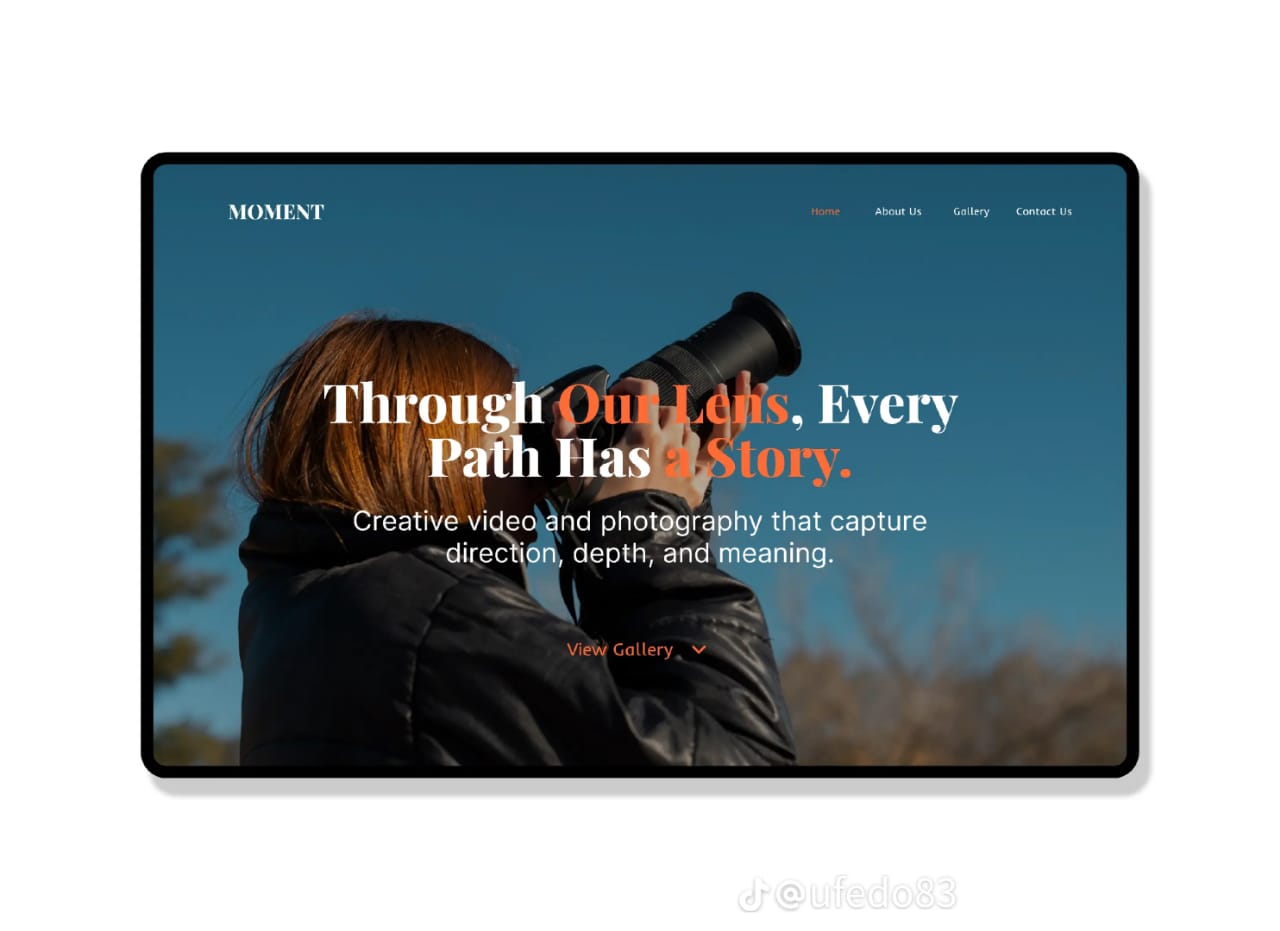 MOMENT
Home About Us Gallery Contact Us
Through Our Lens, Every
Path Has a Story.
Creative video and photography that capture
direction, depth, and meaning.
View Gallery
@ufedo83